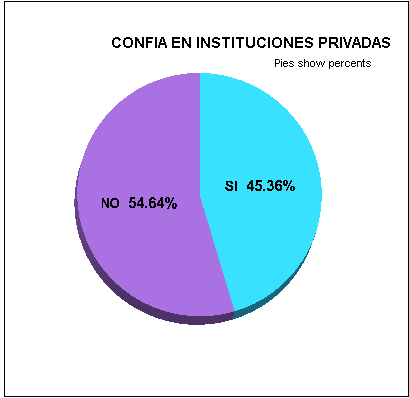 CONFIA EN INSTITUCIONES PRIVADAS
Pies show percents
SI 45.36%
NO 54.64%